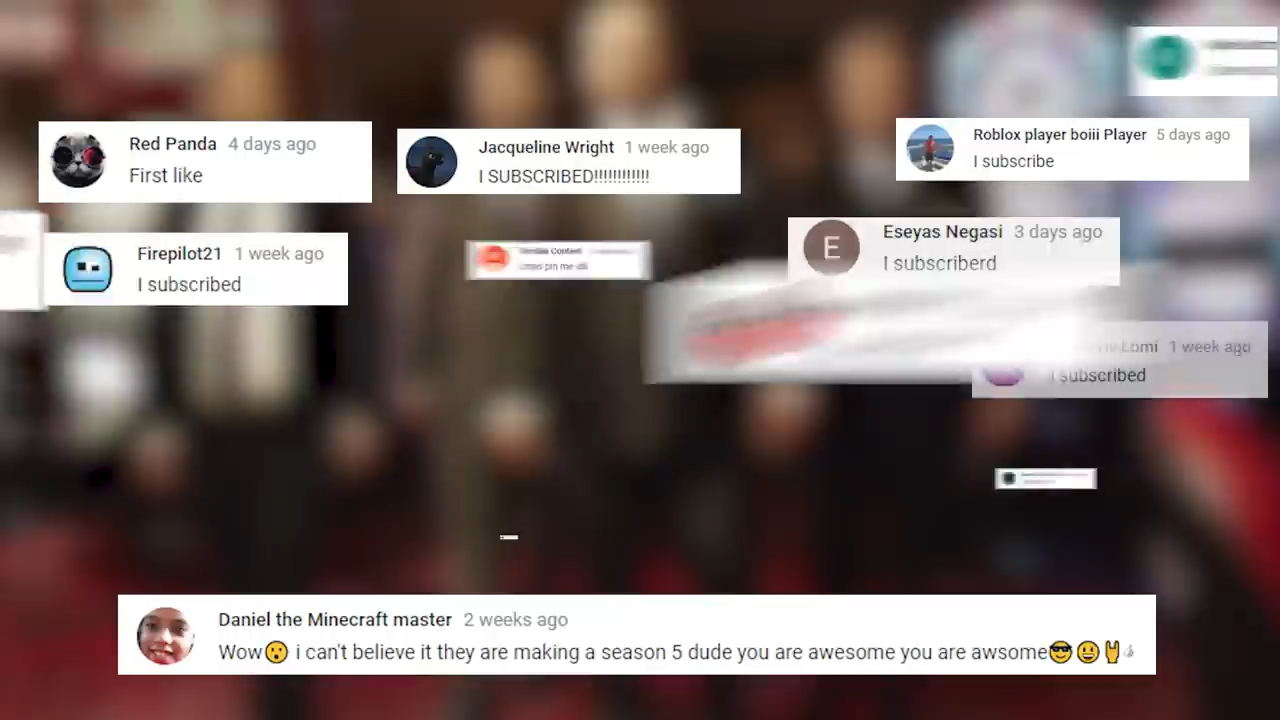 Red Panda 4 days ago
First like
Jacqueline Wright 1 week ago
I SUBSCRIBED!!!!!!!!!!!!
Roblox player boiii Player 5 days ago
I subscribe
Firepilot21 1 week ago
I subscribed
Eseyas Negasi 3 days ago
I subscriberd
Lomi 1 week ago
I subscribed
Daniel the Minecraft master 2 weeks ago
Wow😮 i can't believe it they are making a season 5 dude you are awesome you are awsome😎😃🤘